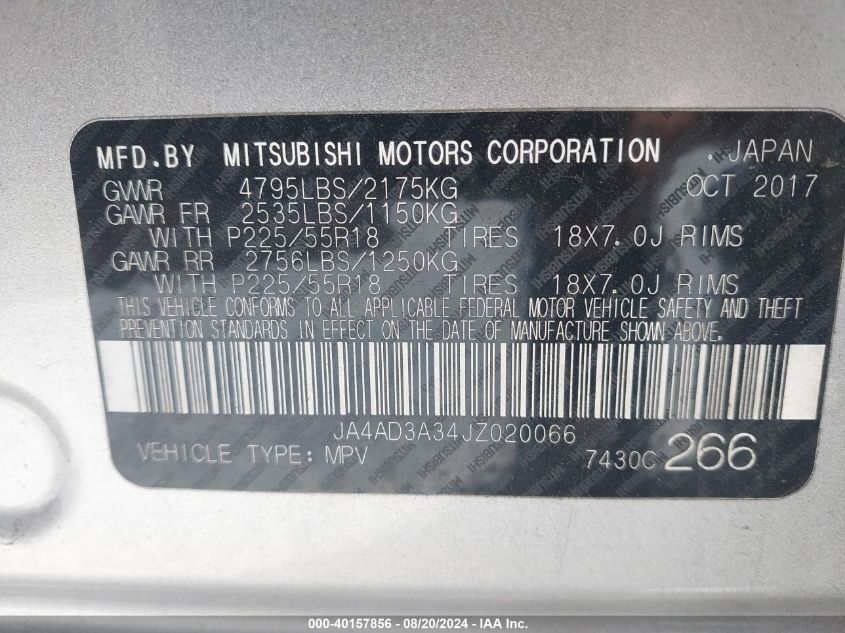 MFD.BY MITSUBISHI MOTORS CORPORATION JAPAN
GVWR 4795LBS/2175KG OCT 2017
GAWR FR 2535LBS/1150KG
WITH P225/55R18 TIRES 18X7.0J RIMS
GAWR RR 2756LBS/1250KG
WITH P225/55R18 TIRES 18X7.0J RIMS
THIS VEHICLE CONFORMS TO ALL APPLICABLE FEDERAL MOTOR VEHICLE SAFETY AND THEFT
PREVENTION STANDARDS IN EFFECT ON THE DATE OF MANUFACTURE SHOWN ABOVE.
JA4AD3A34JZ020066
VEHICLE TYPE: MPV 7430C 266
000-40157856 - 08/20/2024 - IAA Inc.